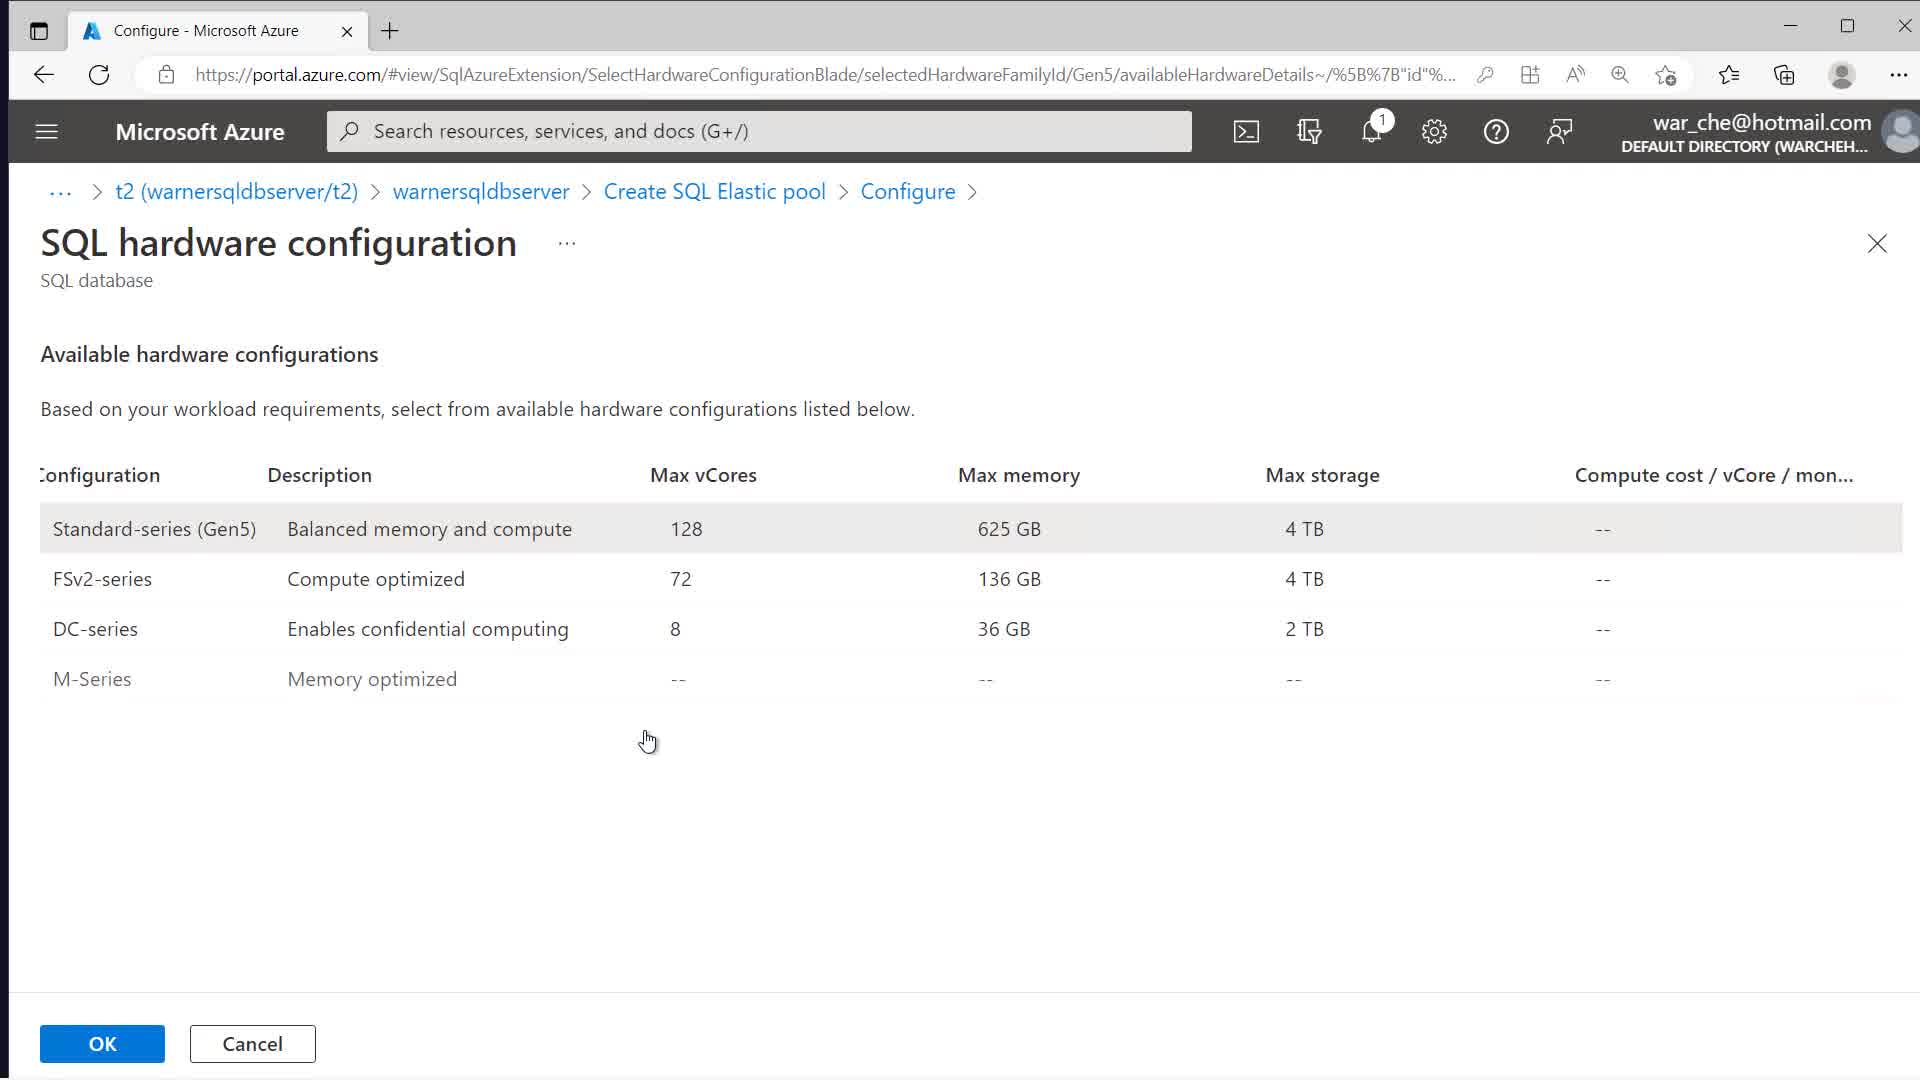 Configure - Microsoft Azure
https://portal.azure.com/#view/SqlAzureExtension/SelectHardwareConfigurationBlade/selectedHardwareFamilyId/Gen5/availableHardwareDetails~/%5B%7B"id"%...
Microsoft Azure
Search resources, services, and docs (G+/)
1
war_che@hotmail.com
DEFAULT DIRECTORY (WARCHEH...
... > t2 (warnersqldbserver/t2) > warnersqldbserver > Create SQL Elastic pool > Configure >
SQL hardware configuration ...
SQL database
Available hardware configurations
Based on your workload requirements, select from available hardware configurations listed below.
Configuration Description Max vCores Max memory Max storage Compute cost / vCore / mon...
Standard-series (Gen5) Balanced memory and compute 128 625 GB 4 TB --
FSv2-series Compute optimized 72 136 GB 4 TB --
DC-series Enables confidential computing 8 36 GB 2 TB --
M-Series Memory optimized -- -- -- --
OK Cancel